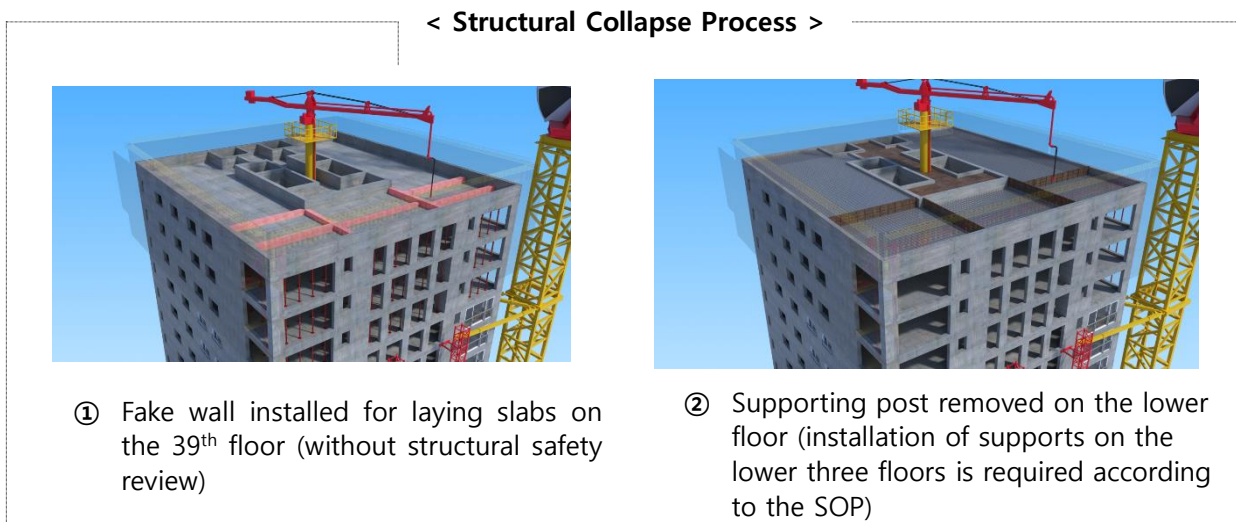 < Structural Collapse Process >
① Fake wall installed for laying slabs on
the 39th floor (without structural safety
review)
② Supporting post removed on the lower
floor (installation of supports on the
lower three floors is required according
to the SOP)